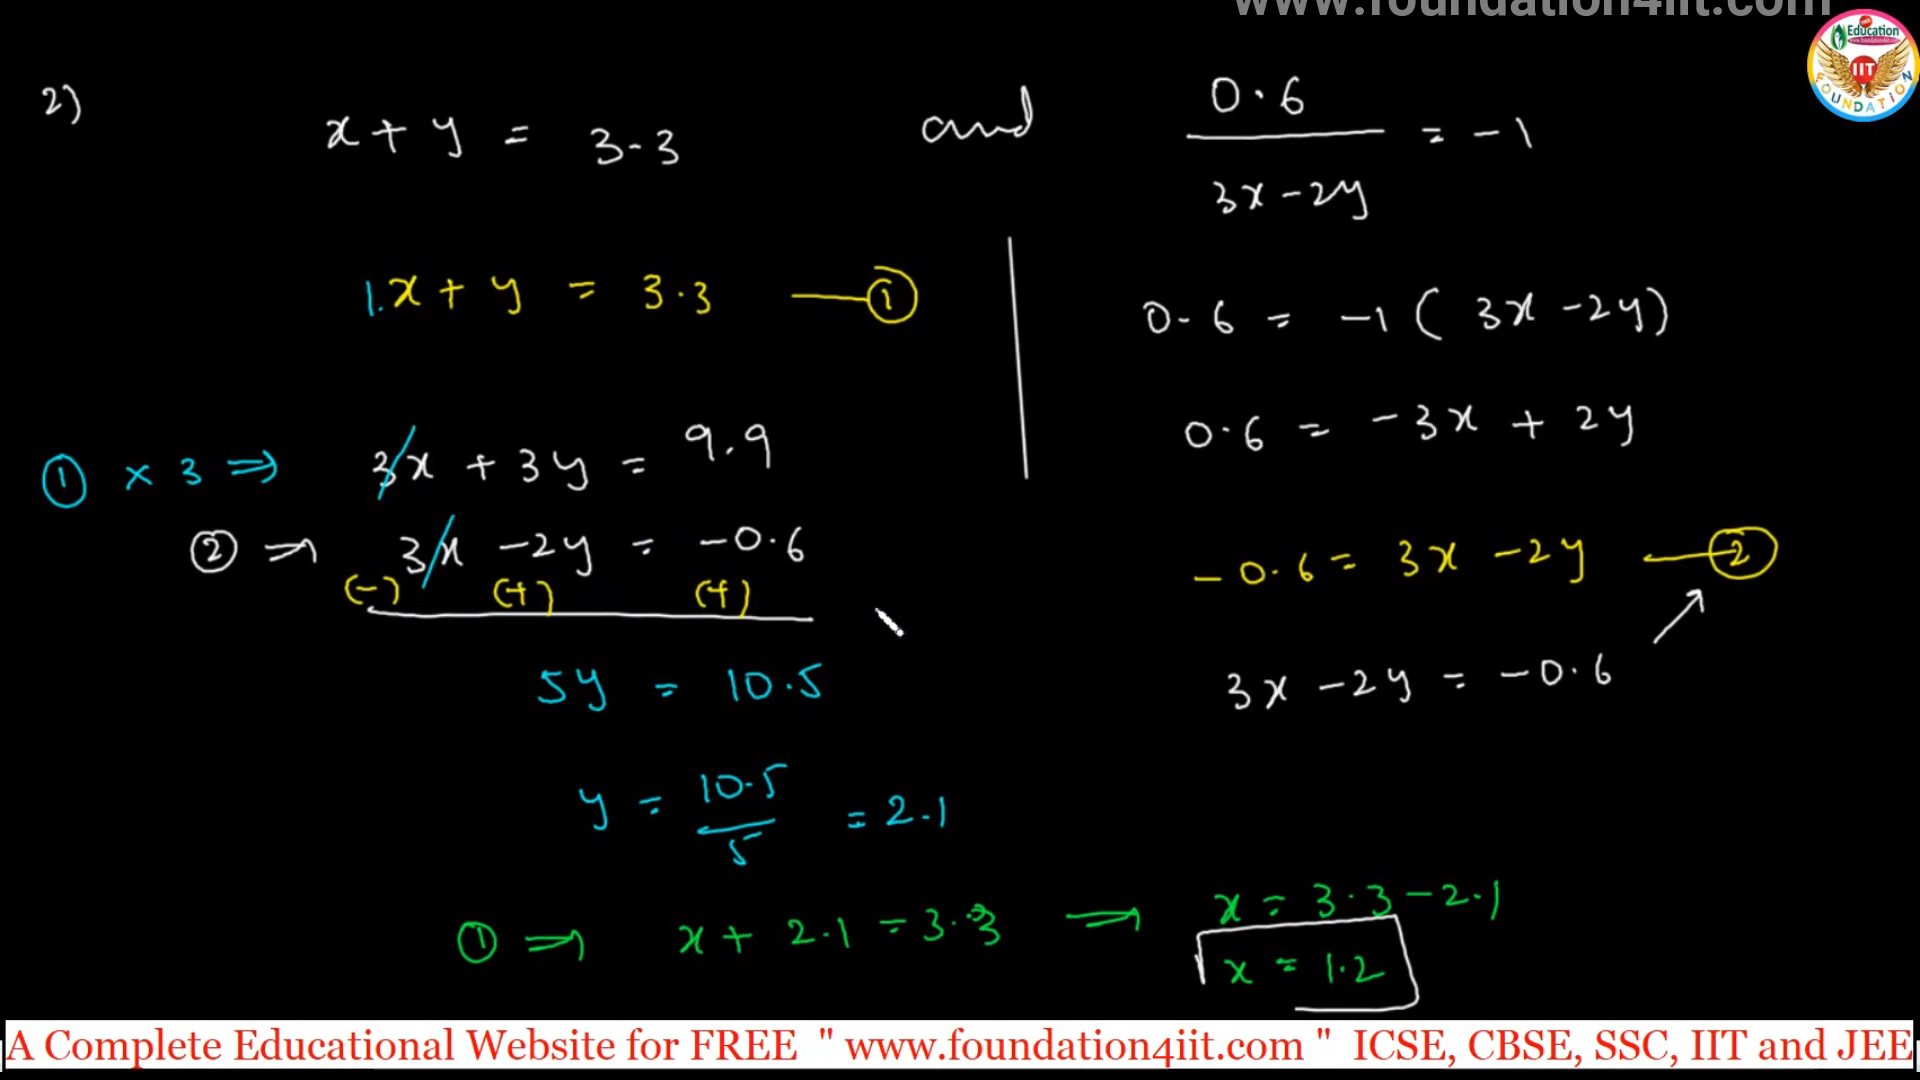 www.foundation4iit.com
Education
IIT
FOUNDATION
2) x + y = 3.3 and 0.6 / 3x - 2y = -1
1.x + y = 3.3 —— ①
0.6 = -1 ( 3x - 2y )
0.6 = -3x + 2y
-0.6 = 3x - 2y —— ②
3x - 2y = -0.6
① × 3 ⇒ 3x + 3y = 9.9
② ⇒ 3x - 2y = -0.6
(-) (+) (+)
5y = 10.5
y = 10.5 / 5 = 2.1
① ⇒ x + 2.1 = 3.3 ⇒ x = 3.3 - 2.1
x = 1.2
A Complete Educational Website for FREE " www.foundation4iit.com " ICSE, CBSE, SSC, IIT and JEE